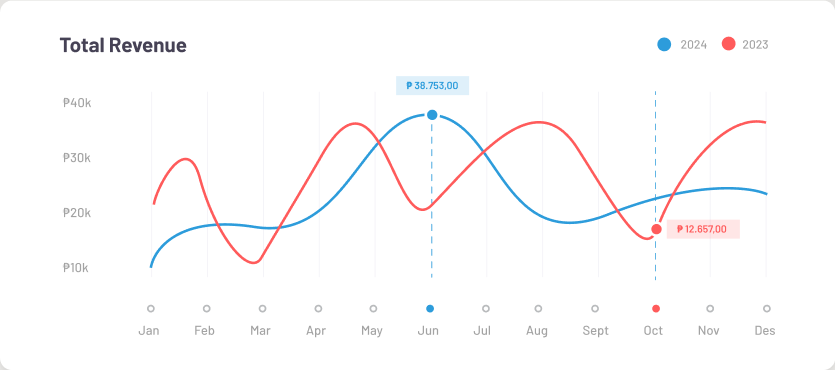 Total Revenue
2024
2023
₱ 38.753,00
₱40k
₱30k
₱20k
₱10k
₱ 12.657,00
Jan Feb Mar Apr May Jun Jul Aug Sept Oct Nov Des